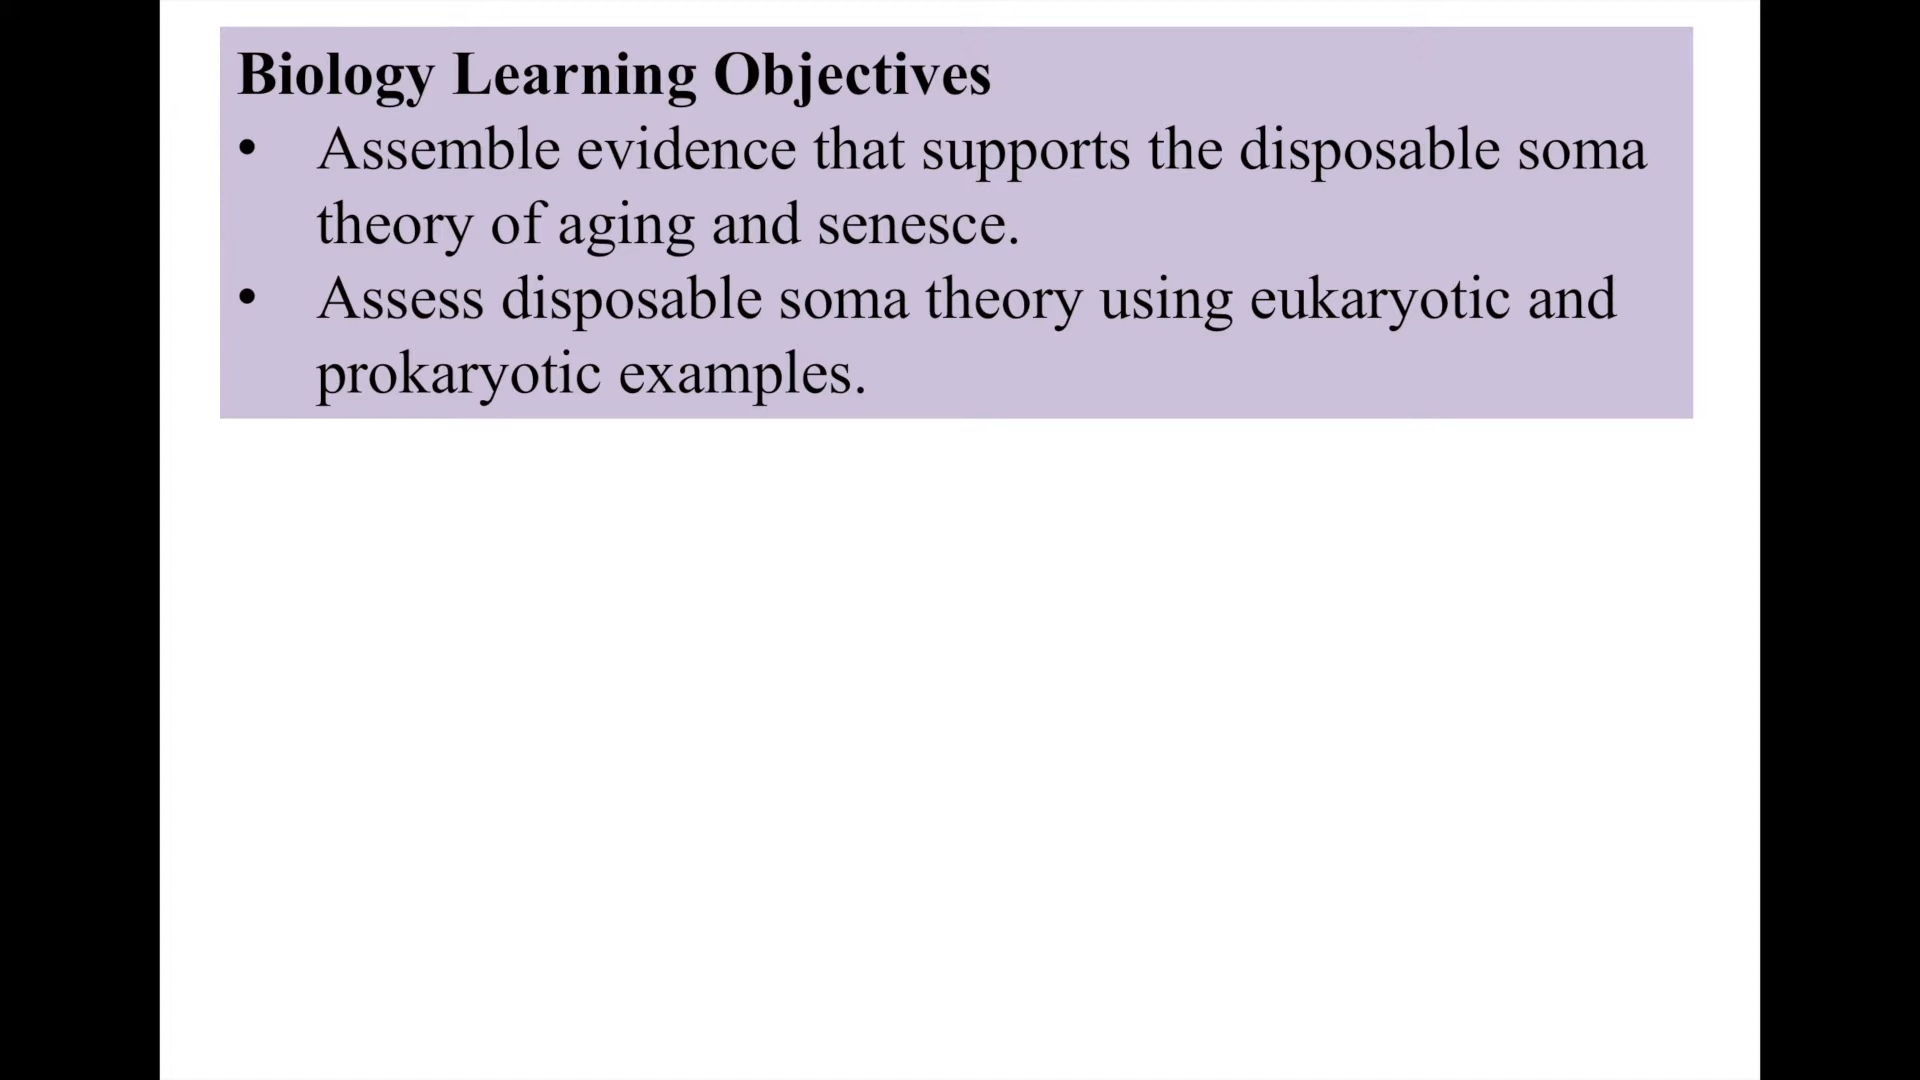 Biology Learning Objectives
• Assemble evidence that supports the disposable soma
theory of aging and senesce.
• Assess disposable soma theory using eukaryotic and
prokaryotic examples.